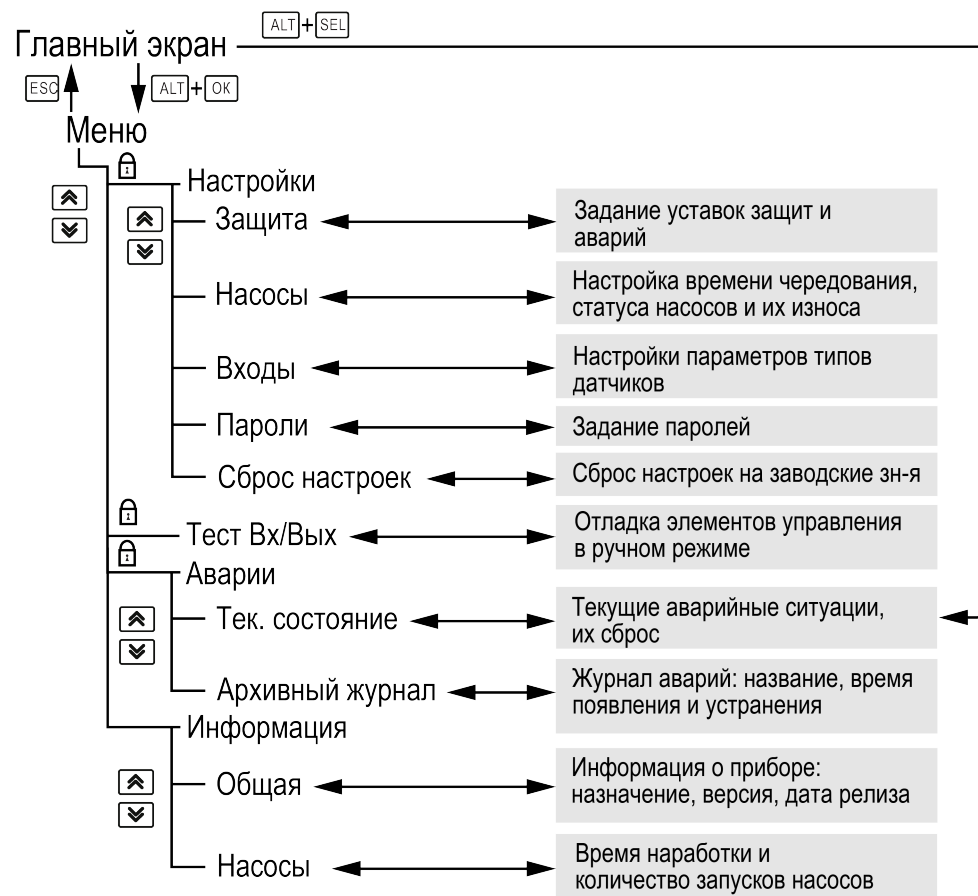 ALT+SEL
Главный экран
ESC
ALT+OK
Меню
Настройки
Защита
Задание уставок защит и
аварий
Насосы
Настройка времени чередования,
статуса насосов и их износа
Входы
Настройки параметров типов
датчиков
Пароли
Задание паролей
Сброс настроек
Сброс настроек на заводские зн-я
Тест Вх/Вых
Отладка элементов управления
в ручном режиме
Аварии
Тек. состояние
Текущие аварийные ситуации,
их сброс
Архивный журнал
Журнал аварий: название, время
появления и устранения
Информация
Общая
Информация о приборе:
назначение, версия, дата релиза
Насосы
Время наработки и
количество запусков насосов